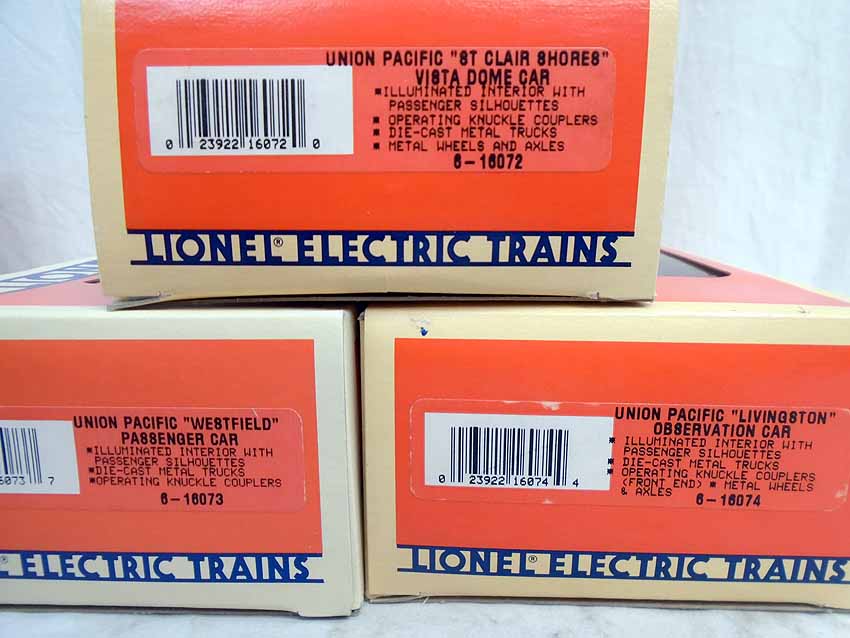 UNION PACIFIC "ST CLAIR SHORES"
VISTA DOME CAR
▪ILLUMINATED INTERIOR WITH
PASSENGER SILHOUETTES
▪ OPERATING KNUCKLE COUPLERS
▪ DIE-CAST METAL TRUCKS
▪ METAL WHEELS AND AXLES
6-16072
0 23922 16072 0
LIONEL® ELECTRIC TRAINS
UNION PACIFIC "WESTFIELD"
PASSENGER CAR
▪ILLUMINATED INTERIOR WITH
PASSENGER SILHOUETTES
▪DIE-CAST METAL TRUCKS
▪OPERATING KNUCKLE COUPLERS
6-16073
6073 7
® ELECTRIC TRAINS
UNION PACIFIC "LIVINGSTON"
OBSERVATION CAR
▪ ILLUMINATED INTERIOR WITH
PASSENGER SILHOUETTES
▪ DIE-CAST METAL TRUCKS
▪ OPERATING KNUCKLE COUPLERS
(FRONT END) ▪ METAL WHEELS
& AXLES 6-16074
0 23922 16074 4
LIONEL® ELECTRIC TRAINS